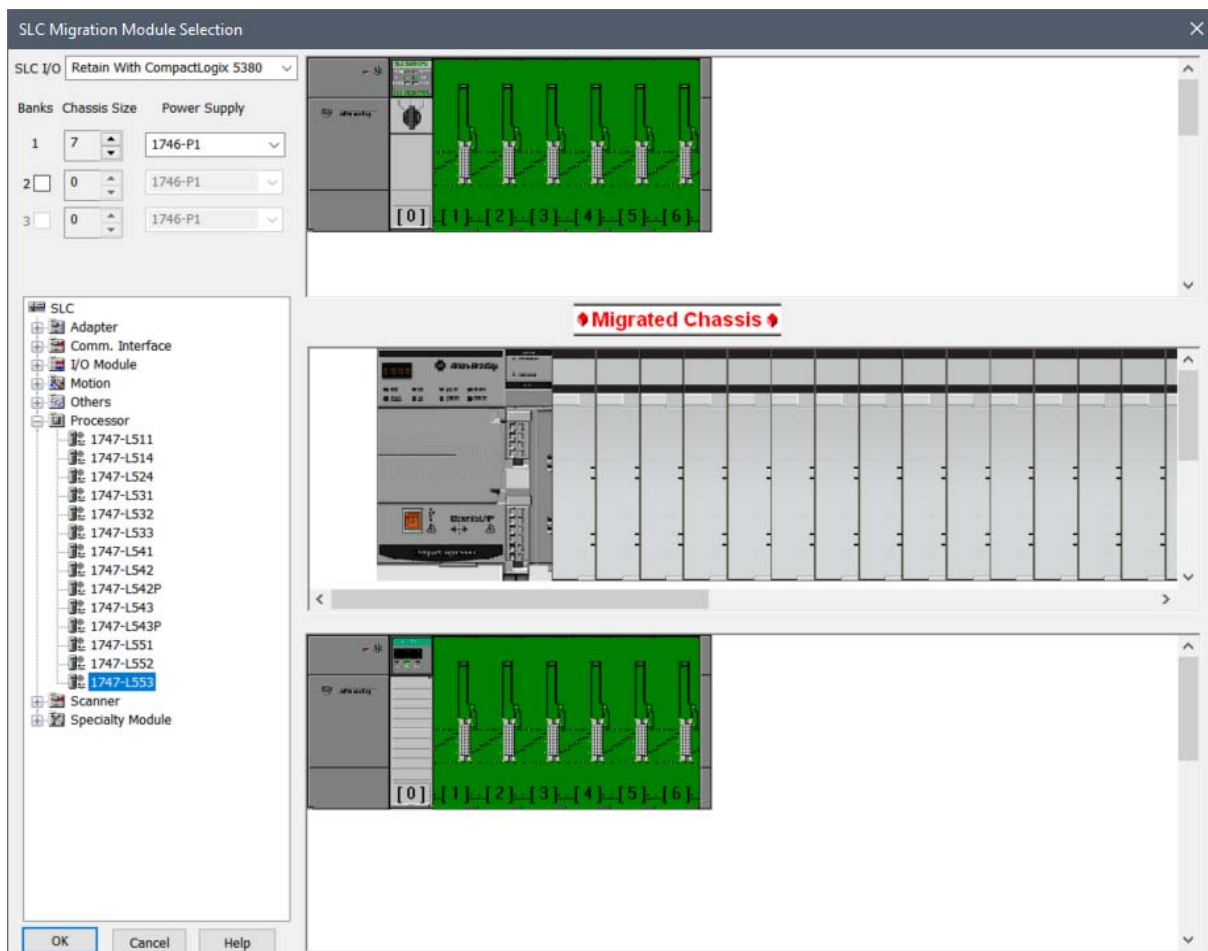 SLC Migration Module Selection
SLC I/O Retain With CompactLogix 5380
Banks Chassis Size Power Supply
1 7 1746-P1
2 0 1746-P1
3 0 1746-P1
[0] [1] [2] [3] [4] [5] [6]
SLC
Adapter
Comm. Interface
I/O Module
Motion
Others
Processor
1747-L511
1747-L514
1747-L524
1747-L531
1747-L532
1747-L533
1747-L541
1747-L542
1747-L542P
1747-L543
1747-L543P
1747-L551
1747-L552
1747-L553
Scanner
Specialty Module
OK Cancel Help
Migrated Chassis
Allen-Bradley
EtherNet/IP
[0] [1] [2] [3] [4] [5] [6]